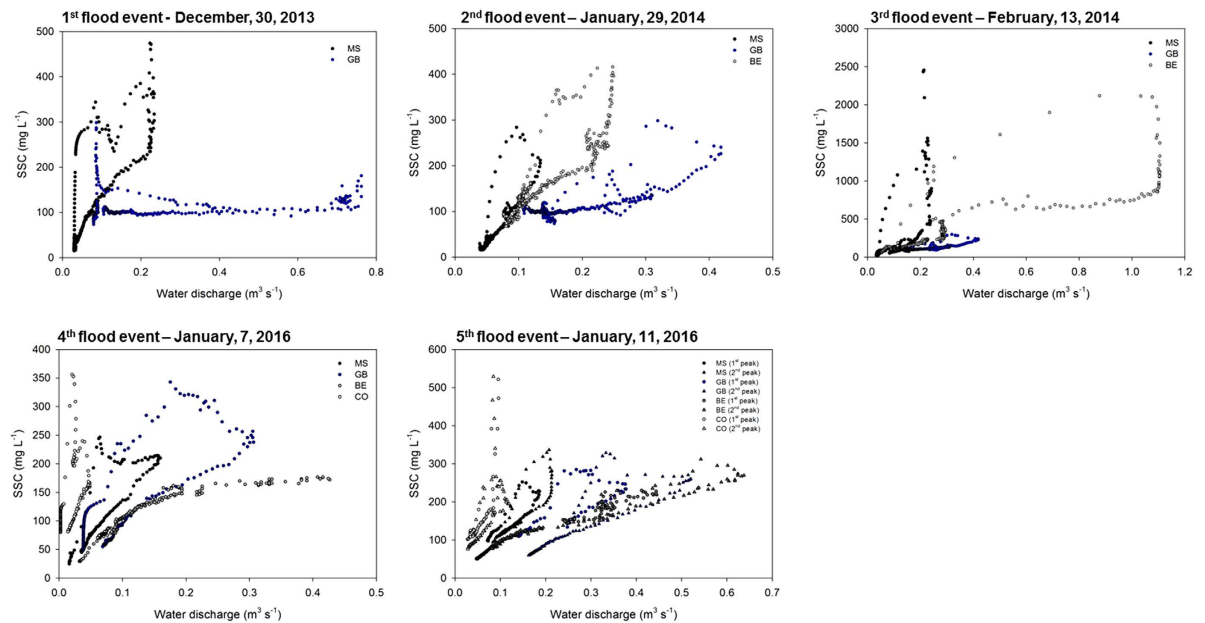 1st flood event - December, 30, 2013
500
400
300
200
100
0
SSC (mg L⁻¹)
MS
GB
0.0 0.2 0.4 0.6 0.8
Water discharge (m³ s⁻¹)
2nd flood event – January, 29, 2014
500
400
300
200
100
0
SSC (mg L⁻¹)
MS
GB
BE
0.0 0.1 0.2 0.3 0.4 0.5
Water discharge (m³ s⁻¹)
3rd flood event – February, 13, 2014
3000
2500
2000
1500
1000
500
0
SSC (mg L⁻¹)
MS
GB
BE
0.0 0.2 0.4 0.6 0.8 1.0 1.2
Water discharge (m³ s⁻¹)
4th flood event – January, 7, 2016
400
350
300
250
200
150
100
50
0
SSC (mg L⁻¹)
MS
GB
BE
CO
0.0 0.1 0.2 0.3 0.4 0.5
Water discharge (m³ s⁻¹)
5th flood event – January, 11, 2016
600
500
400
300
200
100
0
SSC (mg L⁻¹)
MS (1st peak)
MS (2nd peak)
GB (1st peak)
GB (2nd peak)
BE (1st peak)
BE (2nd peak)
CO (1st peak)
CO (2nd peak)
0.0 0.1 0.2 0.3 0.4 0.5 0.6 0.7
Water discharge (m³ s⁻¹)